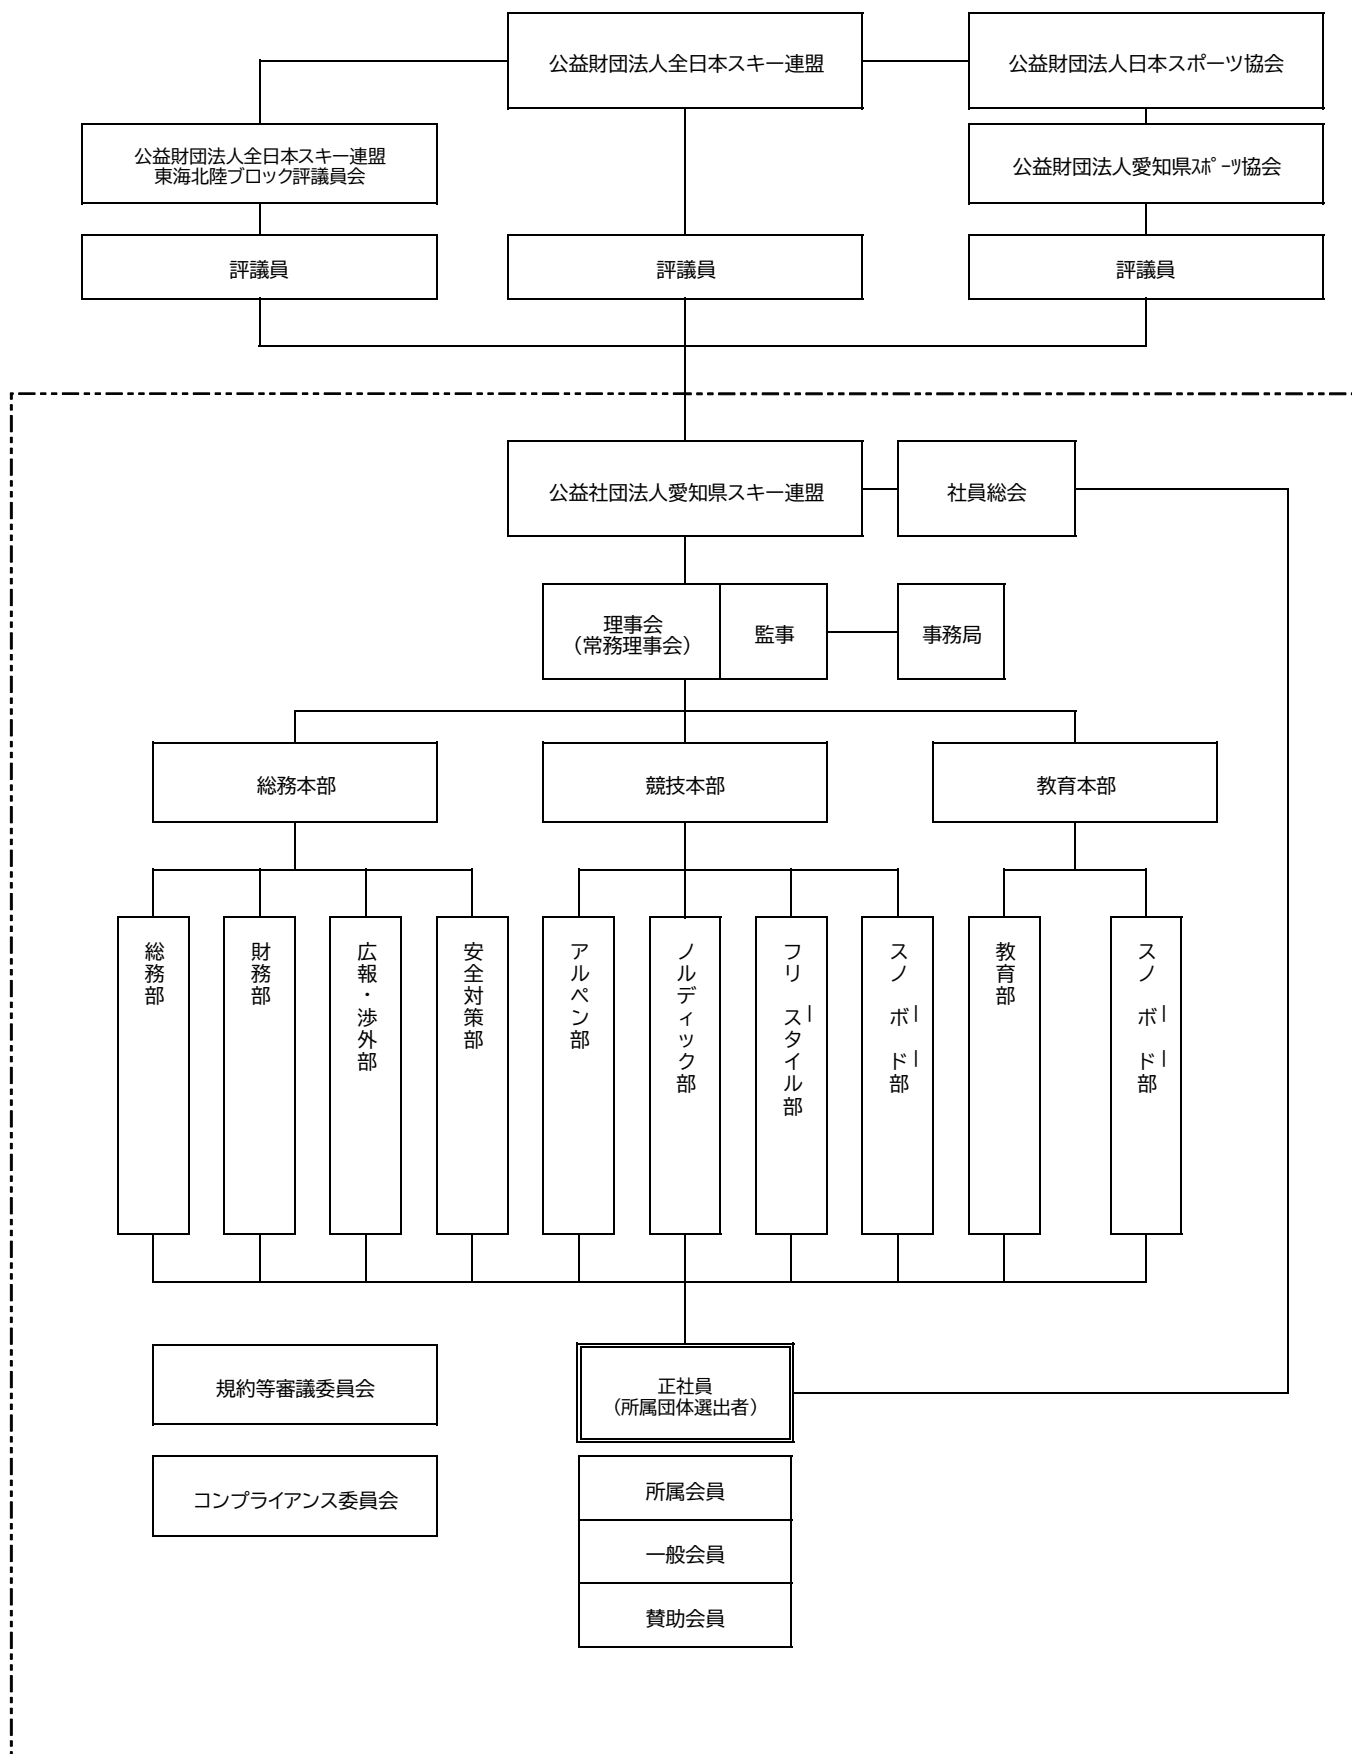 公益財団法人全日本スキー連盟
公益財団法人日本スポーツ協会
公益財団法人全日本スキー連盟
東海北陸ブロック評議員会
公益財団法人愛知県ｽﾎﾟｰﾂ協会
評議員
評議員
評議員
公益社団法人愛知県スキー連盟
社員総会
理事会
（常務理事会）
監事
事務局
総務本部
競技本部
教育本部
総務部
財務部
広報・渉外部
安全対策部
アルペン部
ノルディック部
フリースタイル部
スノーボード部
教育部
スノーボード部
規約等審議委員会
正社員
（所属団体選出者）
コンプライアンス委員会
所属会員
一般会員
賛助会員